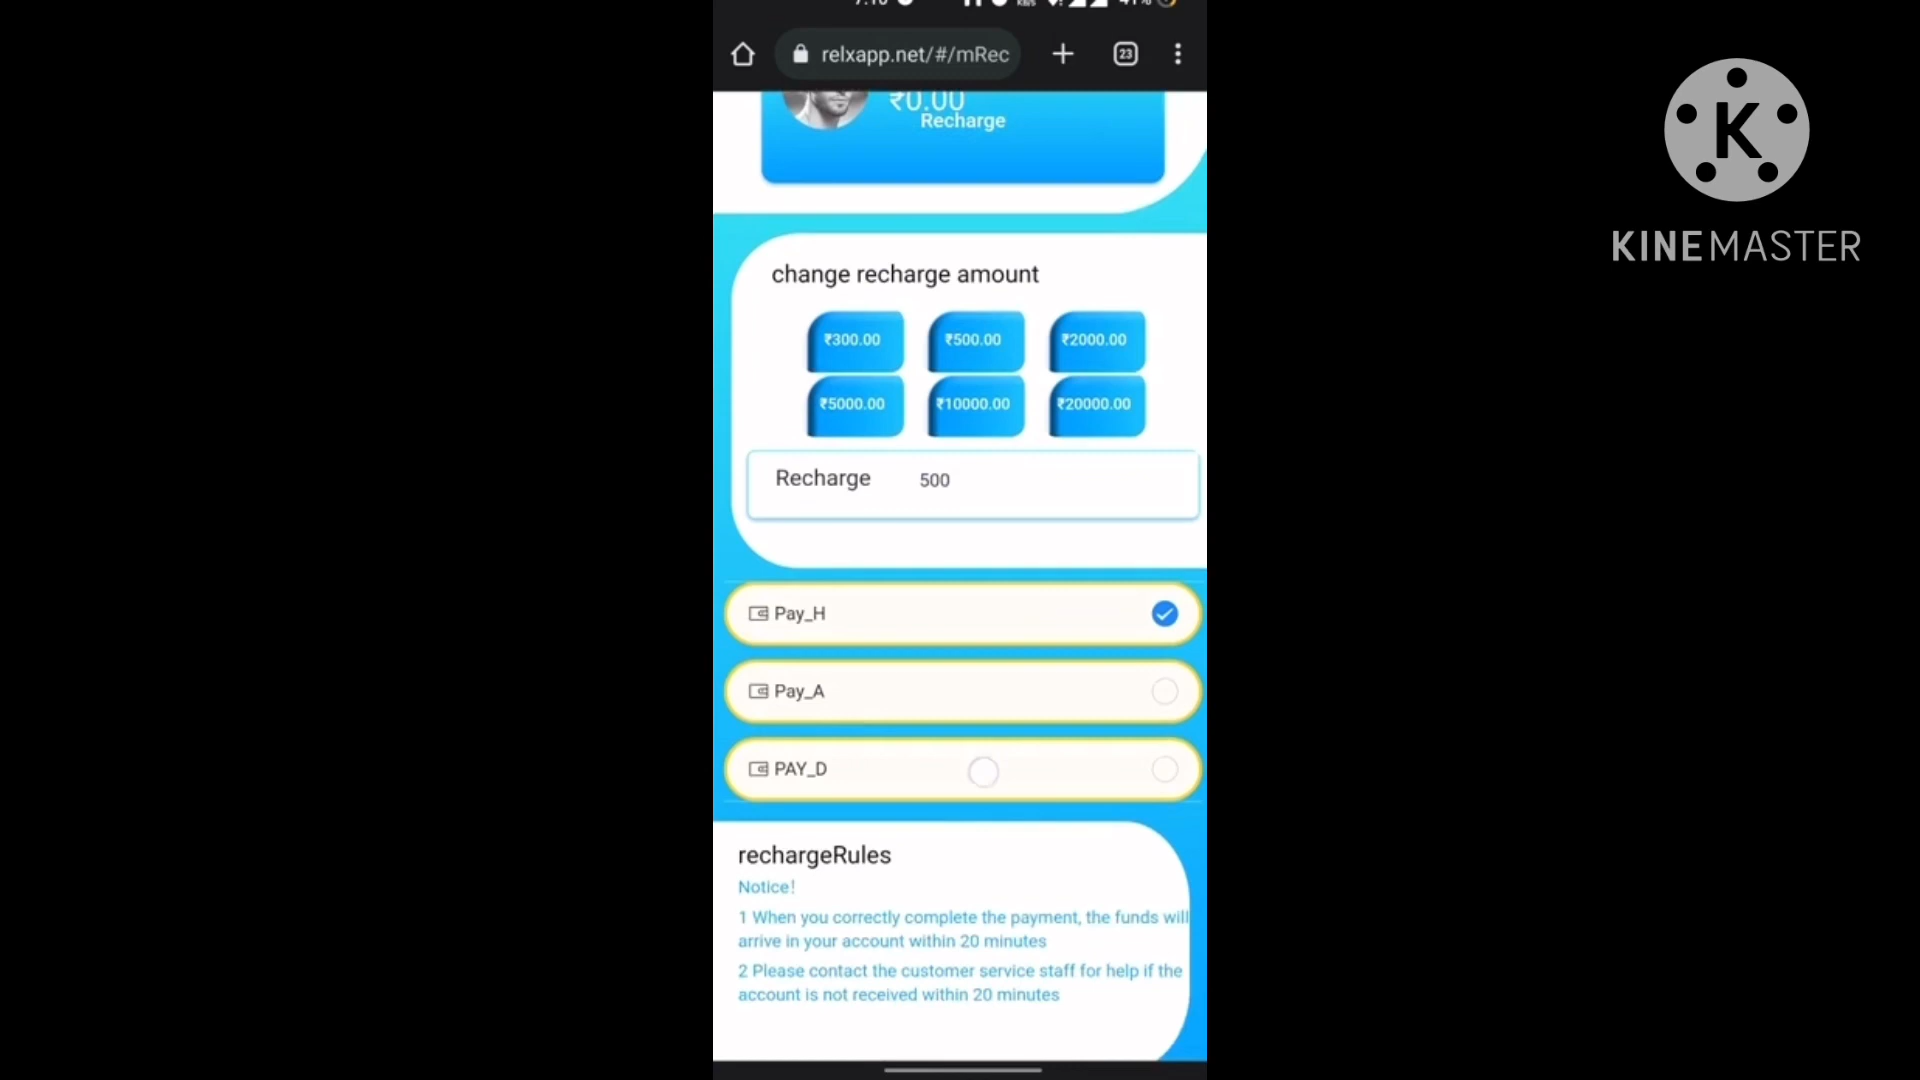 relxapp.net/#/mRec
23
₹0.00
Recharge
change recharge amount
₹300.00 ₹500.00 ₹2000.00
₹5000.00 ₹10000.00 ₹20000.00
Recharge 500
Pay_H
Pay_A
PAY_D
rechargeRules
Notice!
1 When you correctly complete the payment, the funds will
arrive in your account within 20 minutes
2 Please contact the customer service staff for help if the
account is not received within 20 minutes
K
KINEMASTER